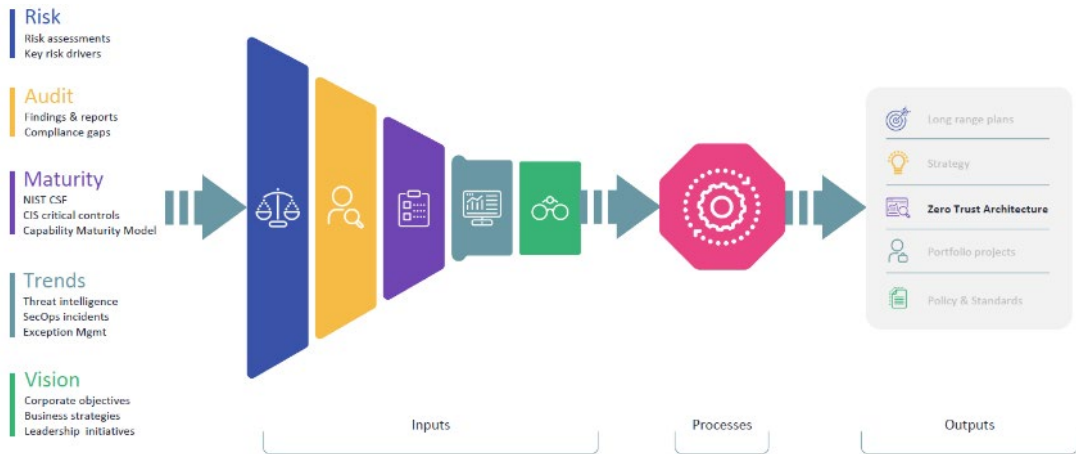 Risk
Risk assessments
Key risk drivers
Audit
Findings & reports
Compliance gaps
Maturity
NIST CSF
CIS critical controls
Capability Maturity Model
Trends
Threat intelligence
SecOps incidents
Exception Mgmt
Vision
Corporate objectives
Business strategies
Leadership initiatives
Long range plans
Strategy
Zero Trust Architecture
Portfolio projects
Policy & Standards
Inputs
Processes
Outputs